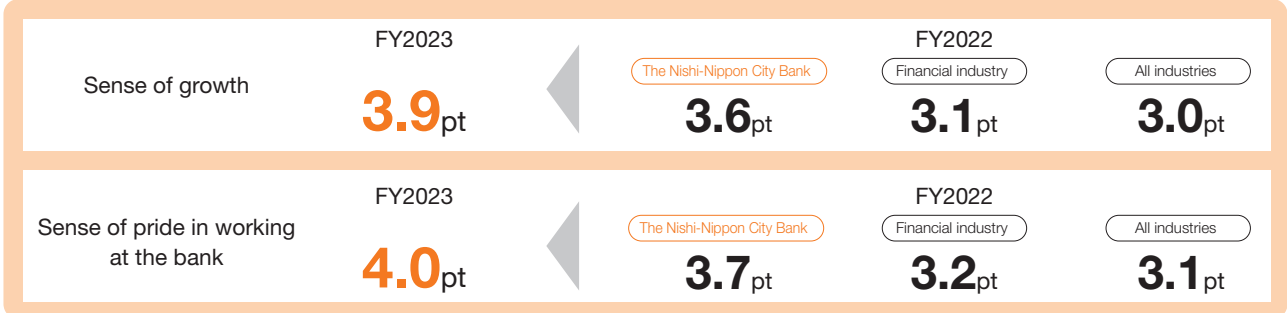 FY2023
FY2022
Sense of growth
The Nishi-Nippon City Bank
Financial industry
All industries
3.9pt
3.6pt
3.1pt
3.0pt
FY2023
FY2022
Sense of pride in working
at the bank
The Nishi-Nippon City Bank
Financial industry
All industries
4.0pt
3.7pt
3.2pt
3.1pt